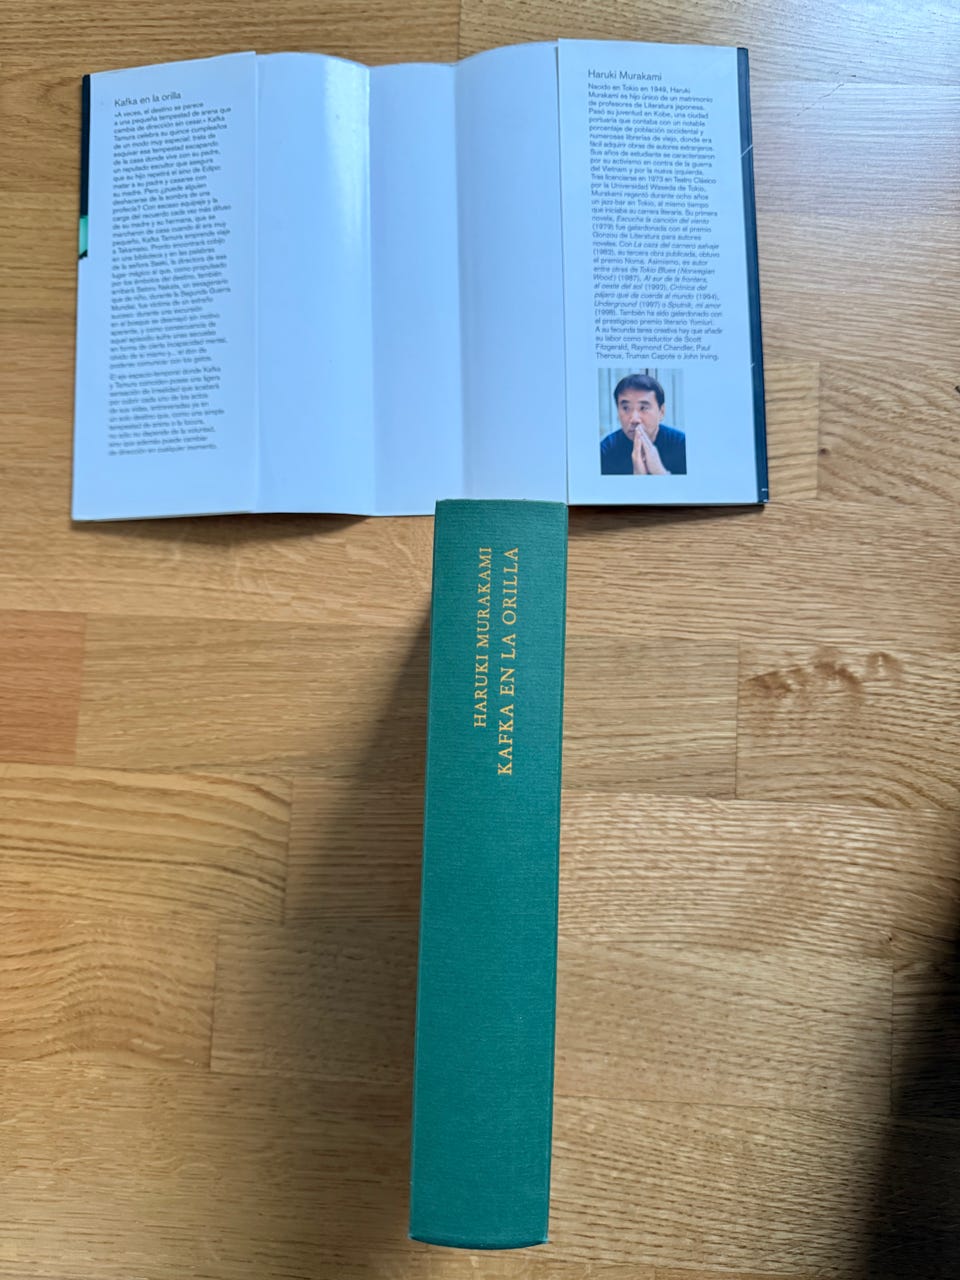 Kafka en la orilla
«A veces, el destino se parece
a una pequeña tempestad de arena que
cambia de dirección sin cesar.» Kafka
Tamura celebra su quince cumpleaños
de un modo muy especial: trata de
esquivar esa tempestad escapando
de la casa donde vive con su padre,
un reputado escultor que asegura
que su hijo repetirá el sino de Edipo:
matar a su padre y casarse con
su madre. Pero ¿puede alguien
deshacerse de la sombra de una
profecía? Con escaso equipaje y la
carga del recuerdo cada vez más difuso
de su madre y su hermana, que se
marcharon de casa cuando él era muy
pequeño, Kafka Tamura emprende viaje
a Takamatsu. Pronto encontrará cobijo
en una biblioteca y en las palabras
de la señora Saeki, la directora de ese
lugar mágico al que, como propulsado
por los émbolos del destino, también
arribará Satoru Nakata, un sexagenario
que de niño, durante la Segunda Guerra
Mundial, fue víctima de un extraño
suceso: durante una excursión
en el bosque se desmayó sin motivo
aparente, y como consecuencia de
aquel episodio sufre unas secuelas
en forma de cierta incapacidad mental,
olvido de sí mismo y... el don de
poderse comunicar con los gatos.
El eje espacio-temporal donde Kafka
y Tamura coinciden posee una ligera
sensación de irrealidad que acabará
por cubrir cada uno de los actos
de sus vidas, entreveradas ya en
un solo destino que, como una simple
tempestad de arena o la locura,
no sólo no depende de la voluntad,
sino que además puede cambiar
de dirección en cualquier momento.
Haruki Murakami
Nacido en Tokio en 1949, Haruki
Murakami es hijo único de un matrimonio
de profesores de Literatura japonesa.
Pasó su juventud en Kobe, una ciudad
portuaria que contaba con un notable
porcentaje de población occidental y
numerosas librerías de viejo, donde era
fácil adquirir obras de autores extranjeros.
Sus años de estudiante se caracterizaron
por su activismo en contra de la guerra
del Vietnam y por la nueva izquierda.
Tras licenciarse en 1973 en Teatro Clásico
por la Universidad Waseda de Tokio,
Murakami regentó durante ocho años
un jazz-bar en Tokio, al mismo tiempo
que iniciaba su carrera literaria. Su primera
novela, Escucha la canción del viento
(1979) fue galardonada con el premio
Gonzou de Literatura para autores
noveles. Con La caza del carnero salvaje
(1982), su tercera obra publicada, obtuvo
el premio Noma. Asimismo, es autor
entre otras de Tokio Blues (Norwegian
Wood) (1987), Al sur de la frontera,
al oeste del sol (1992), Crónica del
pájaro que da cuerda al mundo (1994),
Underground (1997) o Sputnik, mi amor
(1999). También ha sido galardonado con
el prestigioso premio literario Yomiuri.
A su fecunda tarea creativa hay que añadir
su labor como traductor de Scott
Fitzgerald, Raymond Chandler, Paul
Theroux, Truman Capote o John Irving.
HARUKI MURAKAMI
KAFKA EN LA ORILLA